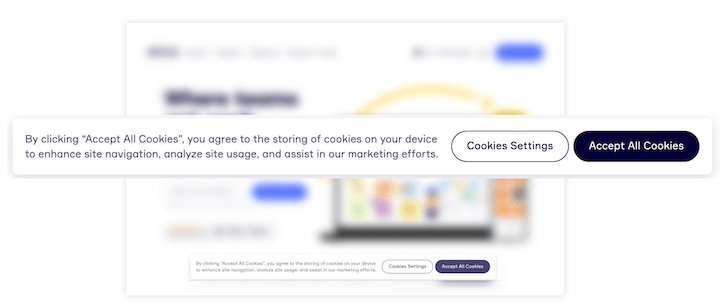 Where teams
By clicking “Accept All Cookies”, you agree to the storing of cookies on your device
to enhance site navigation, analyze site usage, and assist in our marketing efforts.
Cookies Settings
Accept All Cookies
By clicking “Accept All Cookies”, you agree to the storing of cookies on your device
to enhance site navigation, analyze site usage, and assist in our marketing efforts.
Cookies Settings
Accept All Cookies